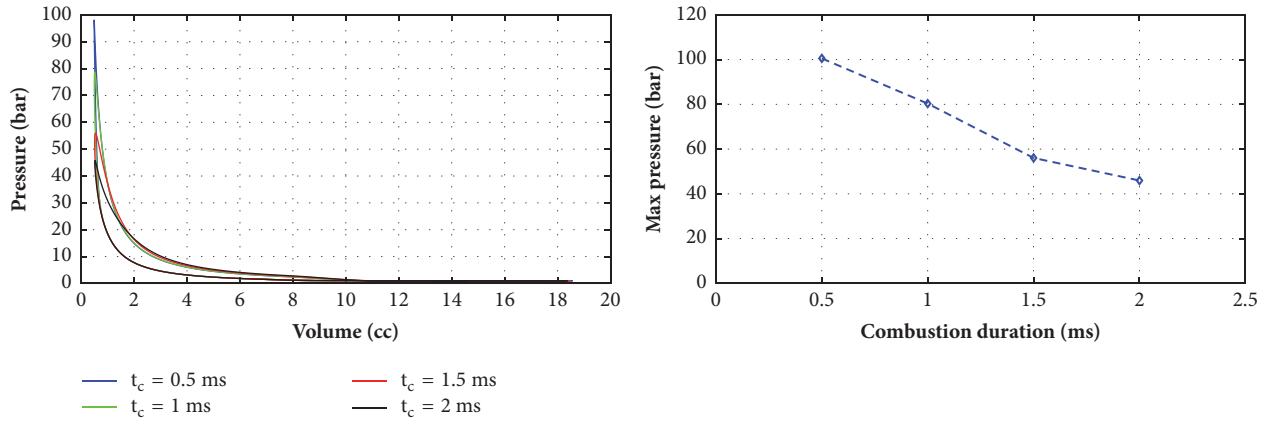 100
90
80
70
60
50
40
30
20
10
0
Pressure (bar)
0 2 4 6 8 10 12 14 16 18 20
Volume (cc)
t_c = 0.5 ms
t_c = 1 ms
t_c = 1.5 ms
t_c = 2 ms
120
100
80
60
40
20
0
Max pressure (bar)
0 0.5 1 1.5 2 2.5
Combustion duration (ms)